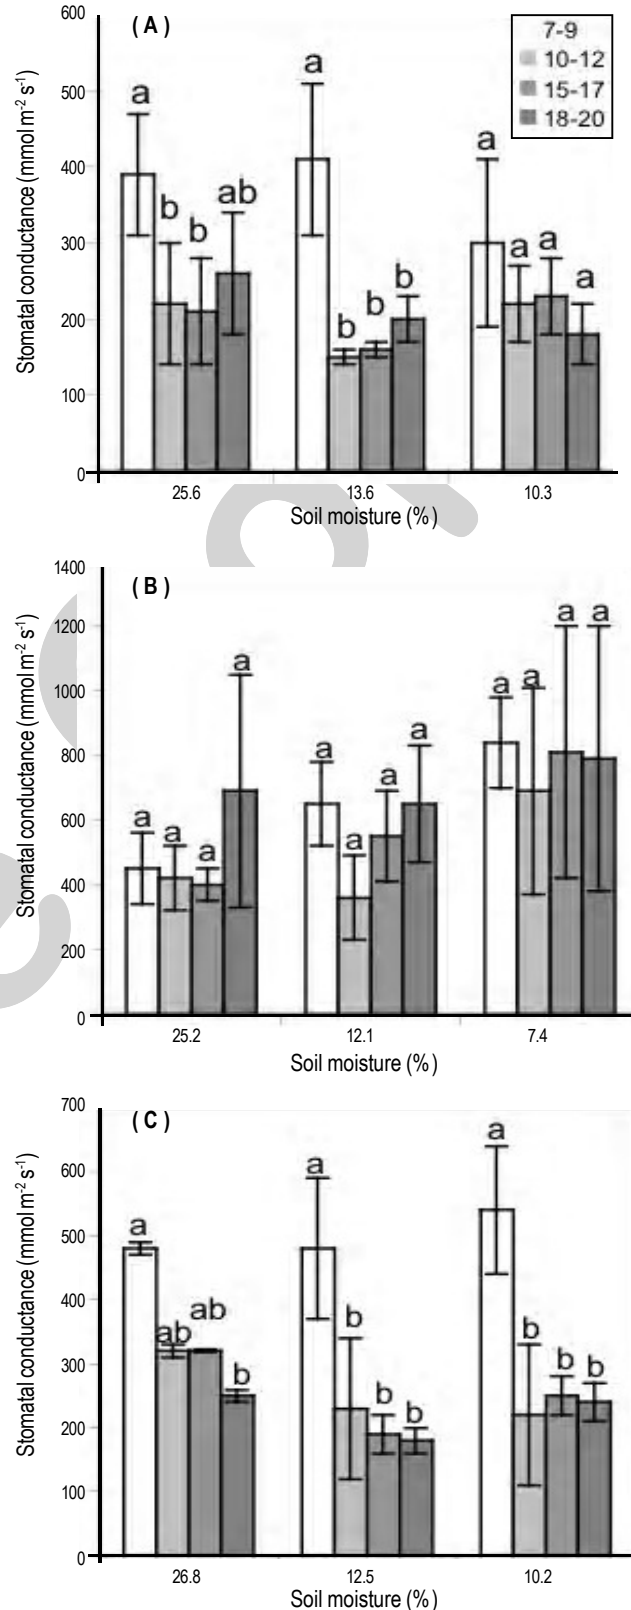 ( A )
7-9
10-12
15-17
18-20
Stomatal conductance (mmol m-2 s-1)
600
500
400
300
200
100
0
a b b ab
a b b b
a a a a
25.6 13.6 10.3
Soil moisture (%)
( B )
Stomatal conductance (mmol m-2 s-1)
1400
1200
1000
800
600
400
200
0
a a a a
a a a a
a a a a
25.2 12.1 7.4
Soil moisture (%)
( C )
Stomatal conductance (mmol m-2 s-1)
700
600
500
400
300
200
100
0
a ab ab b
a b b b
a b b b
26.8 12.5 10.2
Soil moisture (%)